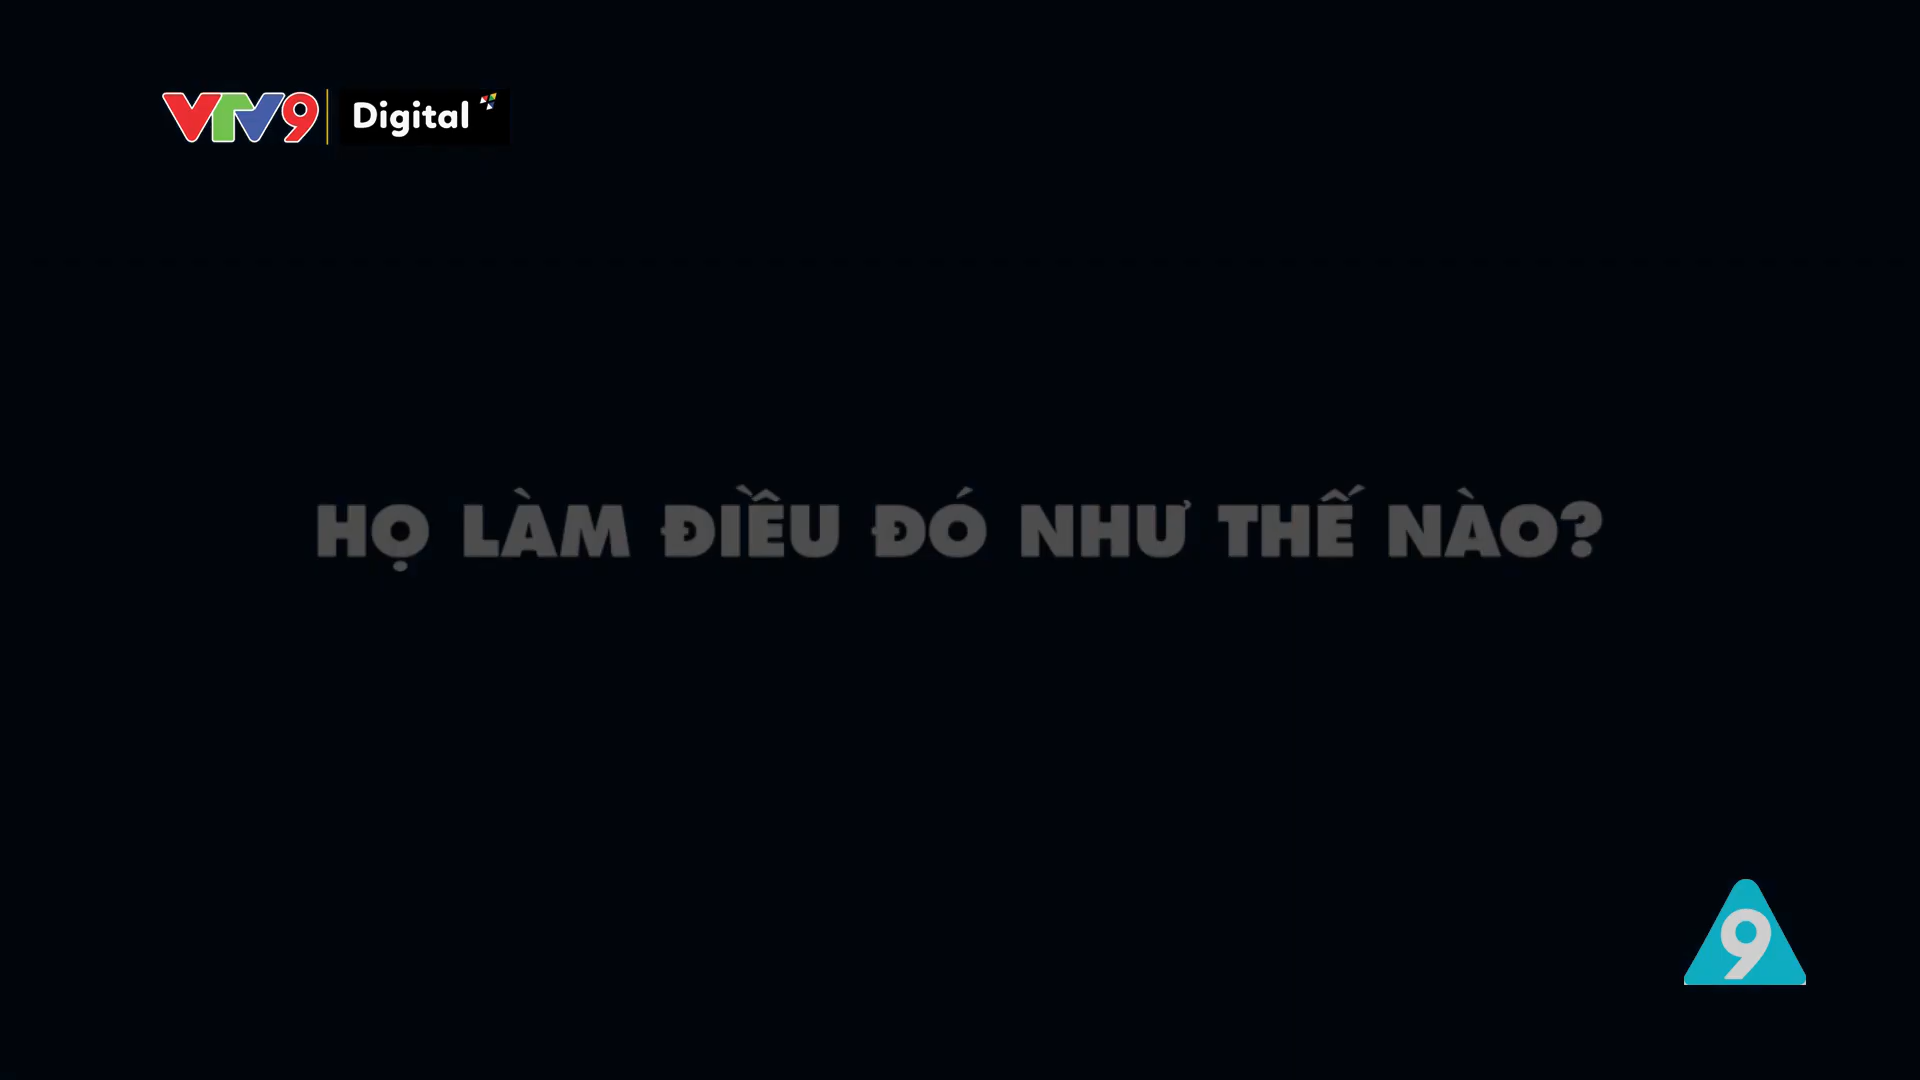 VTV9 Digital
HỌ LÀM ĐIỀU ĐÓ NHƯ THẾ NÀO?
9